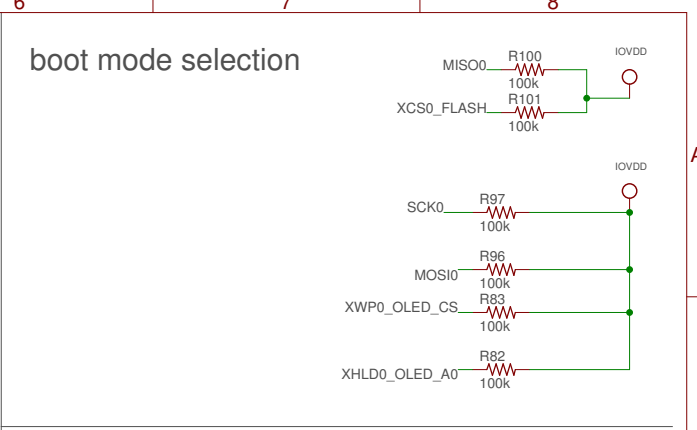 6 7 8
boot mode selection
IOVDD
MISO0 R100
100k
XCS0_FLASH R101
100k
A
IOVDD
SCK0 R97
100k
MOSI0 R96
100k
XWP0_OLED_CS R83
100k
XHLD0_OLED_A0 R82
100k